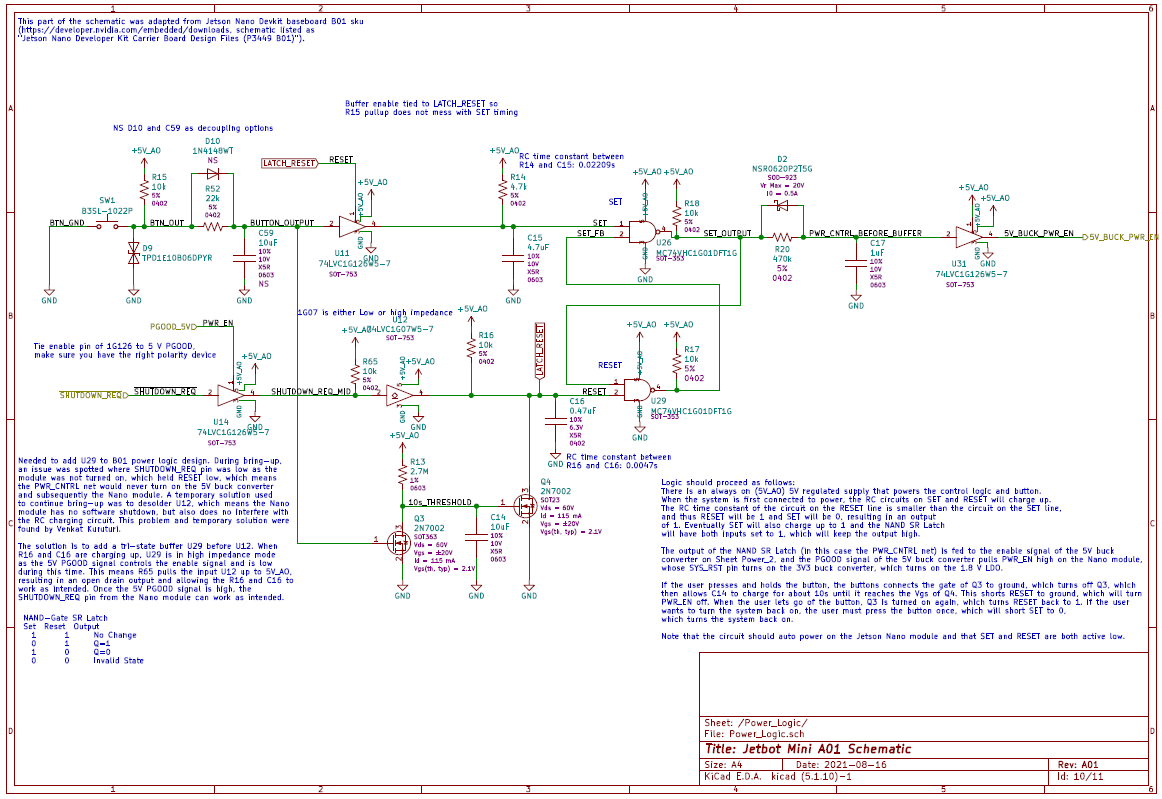 This part of the schematic was adapted from Jetson Nano Devkit baseboard B01 sku
(https://developer.nvidia.com/embedded/downloads, schematic listed as
"Jetson Nano Developer Kit Carrier Board Design Files (P3449 B01)").
Buffer enable tied to LATCH_RESET so
R15 pullup does not mess with SET timing
NS D10 and C59 as decoupling options
+5V_AO
R15
10k
5%
0402
D10
1N4148WT
NS
R52
22k
5%
0402
SW1
B3SL-1022P
BTN_GND
BTN_OUT
BUTTON_OUTPUT
D9
TPD1E10B06DPYR
C59
10uF
10%
10V
X5R
0603
NS
GND
GND
GND
LATCH_RESET
RESET
+5V_AO
U11
74LVC1G126W5-7
SOT-753
GND
+5V_AO
R14
4.7k
5%
0402
RC time constant between
R14 and C15: 0.02209s
C15
4.7uF
10%
10V
X5R
0603
GND
SET
SET
SET_FB
+5V_AO
U26
MC74VHC1G01DFT1G
SOT-353
GND
+5V_AO
R18
10k
5%
0402
SET_OUTPUT
D2
NSR0620P2T5G
SOD-923
Vr Max = 20V
IO = 0.5A
R20
470k
5%
0402
PWR_CNTRL_BEFORE_BUFFER
C17
1uF
10%
10V
X5R
0603
GND
+5V_AO
U31
74LVC1G126W5-7
SOT-753
GND
5V_BUCK_PWR_EN
5V_BUCK_PWR_EN
PGOOD_5V
PWR_EN
Tie enable pin of 1G126 to 5 V PGOOD,
make sure you have the right polarity device
SHUTDOWN_REQ
SHUTDOWN_REQ
+5V_AO
U14
74LVC1G126W5-7
SOT-753
GND
SHUTDOWN_REQ_MID
1G07 is either Low or high impedance
U12
74LVC1G07W5-7
SOT-753
+5V_AO
R65
10k
5%
0402
+5V_AO
GND
+5V_AO
R16
10k
5%
0402
LATCH_RESET
C16
0.47uF
10%
6.3V
X5R
0402
GND
RC time constant between
R16 and C16: 0.0047s
RESET
RESET
+5V_AO
U29
MC74VHC1G01DFT1G
SOT-353
GND
+5V_AO
R17
10k
5%
0402
+5V_AO
R13
2.7M
1%
0603
10s_THRESHOLD
Q3
2N7002
SOT363
Vds = 60V
Vgs = ±20V
Id = 115 mA
Vgs(th, typ) = 2.1V
C14
10uF
10%
10V
X5R
0603
Q4
2N7002
SOT23
Vds = 60V
Id = 115 mA
Vgs = ±20V
Vgs(th, typ) = 2.1V
GND
GND
GND
Needed to add U29 to B01 power logic design. During bring-up,
an issue was spotted where SHUTDOWN_REQ pin was low as the
module was not turned on, which held RESET low, which means
the PWR_CNTRL net would never turn on the 5V buck converter
and subsequently the Nano module. A temporary solution used
to continue bring-up was to desolder U12, which means the Nano
module has no software shutdown, but also does no interfere with
the RC charging circuit. This problem and temporary solution were
found by Venkat Kuruturi.
The solution is to add a tri-state buffer U29 before U12. When
R16 and C16 are charging up, U29 is in high impedance mode
as the 5V PGOOD signal controls the enable signal and is low
during this time. This means R65 pulls the input U12 up to 5V_AO,
resulting in an open drain output and allowing the R16 and C16 to
work as intended. Once the 5V PGOOD signal is high, the
SHUTDOWN_REQ pin from the Nano module can work as intended.
NAND-Gate SR Latch
Set Reset Output
1 1 No Change
0 1 Q=1
1 0 Q=0
0 0 Invalid State
Logic should proceed as follows:
There is an always on (5V_AO) 5V regulated supply that powers the control logic and button.
When the system is first connected to power, the RC circuits on SET and RESET will charge up.
The RC time constant of the circuit on the RESET line is smaller than the circuit on the SET line,
and thus RESET will be 1 and SET will be 0, resulting in an output
of 1. Eventually SET will also charge up to 1 and the NAND SR Latch
will have both inputs set to 1, which will keep the output high.
The output of the NAND SR Latch (in this case the PWR_CNTRL net) is fed to the enable signal of the 5V buck
converter on Sheet Power_2, and the PGOOD signal of the 5V buck converter pulls PWR_EN high on the Nano module,
whose SYS_RST pin turns on the 3V3 buck converter, which turns on the 1.8 V LDO.
If the user presses and holds the button, the buttons connects the gate of Q3 to ground, which turns off Q3, which
then allows C14 to charge for about 10s until it reaches the Vgs of Q4. This shorts RESET to ground, which will turn
PWR_EN off. When the user lets go of the button, Q3 is turned on again, which turns RESET back to 1. If the user
wants to turn the system back on, the user must press the button once, which will short SET to 0,
which turns the system back on.
Note that the circuit should auto power on the Jetson Nano module and that SET and RESET are both active low.
Sheet: /Power_Logic/
File: Power_Logic.sch
Title: Jetbot Mini A01 Schematic
Size: A4
Date: 2021-08-16
Rev: A01
KiCad E.D.A. kicad (5.1.10)-1
Id: 10/11